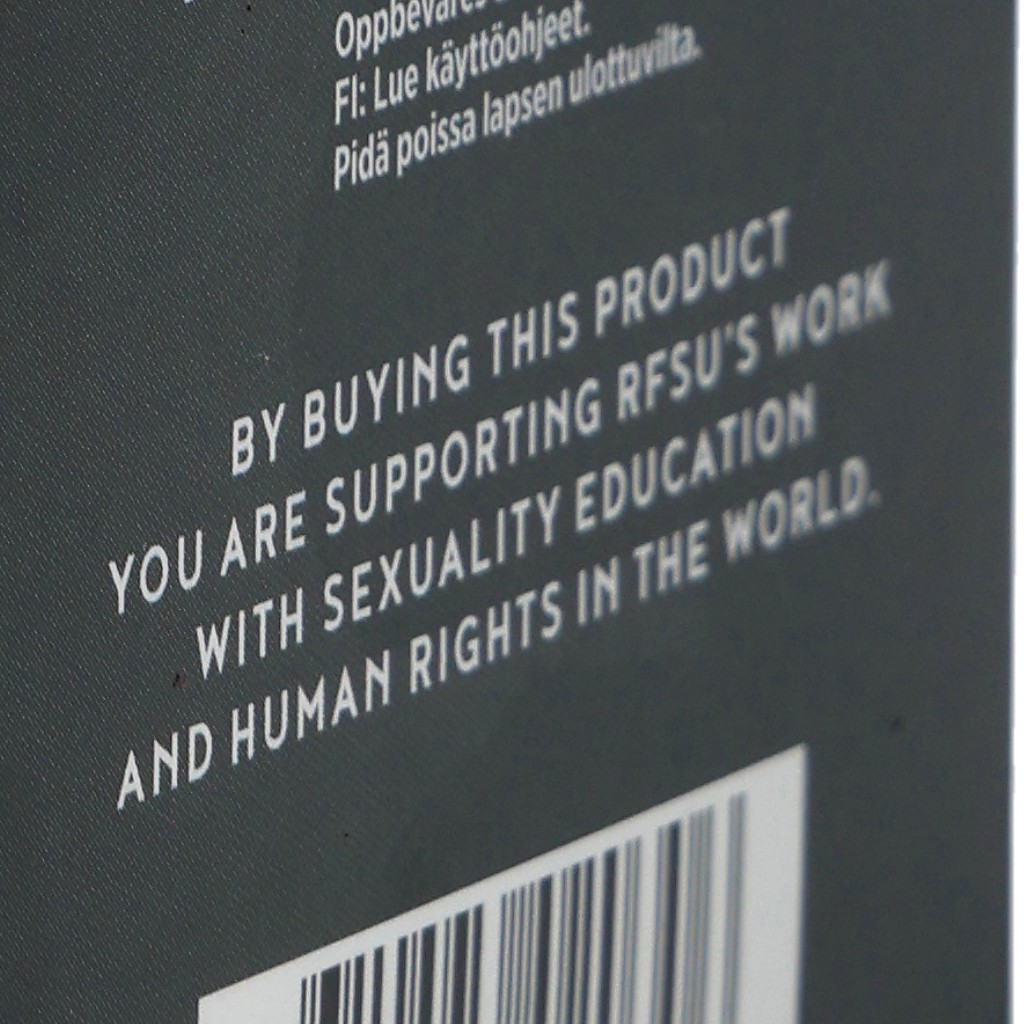 Oppbevares
FI: Lue käyttöohjeet.
Pidä poissa lapsen ulottuvilta.
BY BUYING THIS PRODUCT
YOU ARE SUPPORTING RFSU'S WORK
WITH SEXUALITY EDUCATION
AND HUMAN RIGHTS IN THE WORLD.